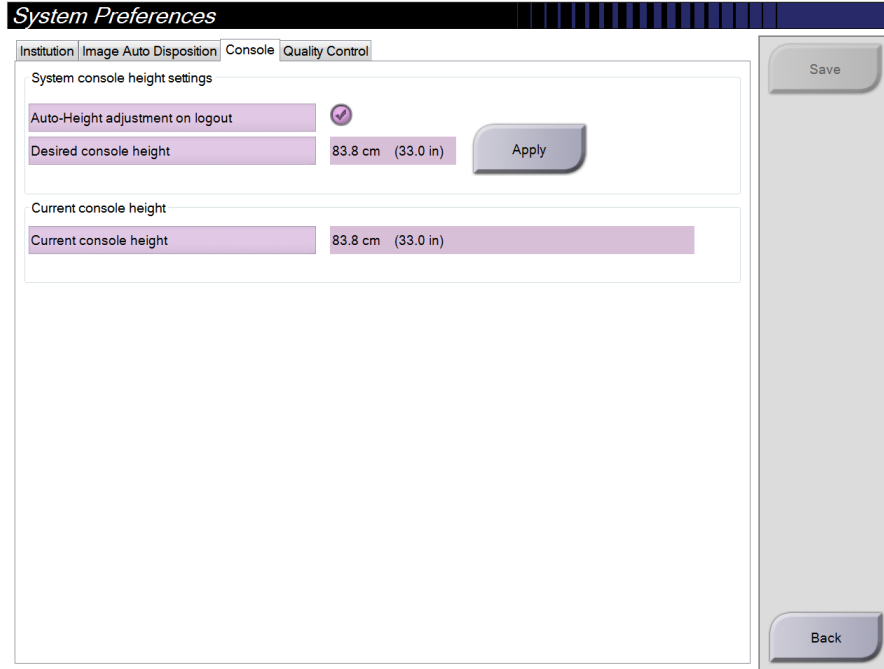 System Preferences
Institution Image Auto Disposition Console Quality Control
System console height settings
Auto-Height adjustment on logout
Desired console height 83.8 cm (33.0 in) Apply
Current console height
Current console height 83.8 cm (33.0 in)
Save
Back